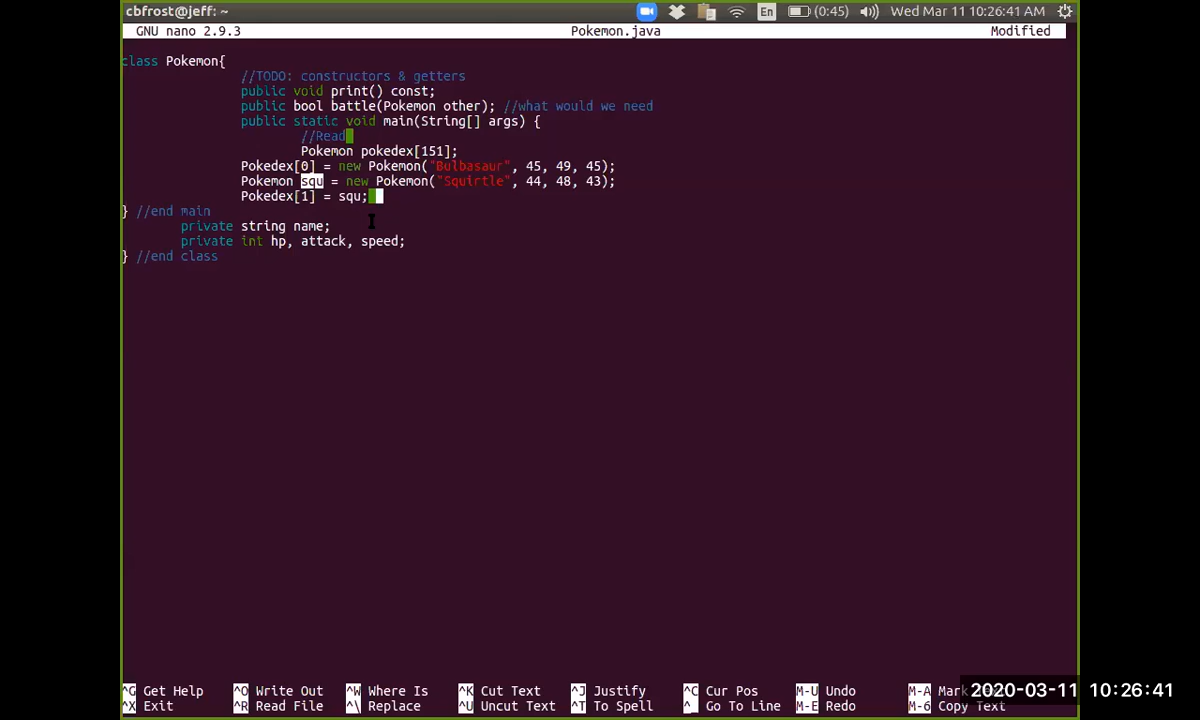 cbfrost@jeff: ~ En (0:45) Wed Mar 11 10:26:41 AM
GNU nano 2.9.3 Pokemon.java Modified
class Pokemon{
//TODO: constructors & getters
public void print() const;
public bool battle(Pokemon other); //what would we need
public static void main(String[] args) {
//Read
Pokemon pokedex[151];
Pokedex[0] = new Pokemon("Bulbasaur", 45, 49, 45);
Pokemon squ = new Pokemon("Squirtle", 44, 48, 43);
Pokedex[1] = squ;
} //end main
private string name;
private int hp, attack, speed;
} //end class
^G Get Help ^O Write Out ^W Where Is ^K Cut Text ^J Justify ^C Cur Pos M-U Undo M-A
^X Exit ^R Read File ^\ Replace ^U Uncut Text ^T To Spell ^_ Go To Line M-E Redo M-6 Copy Text
2020-03-11 10:26:41